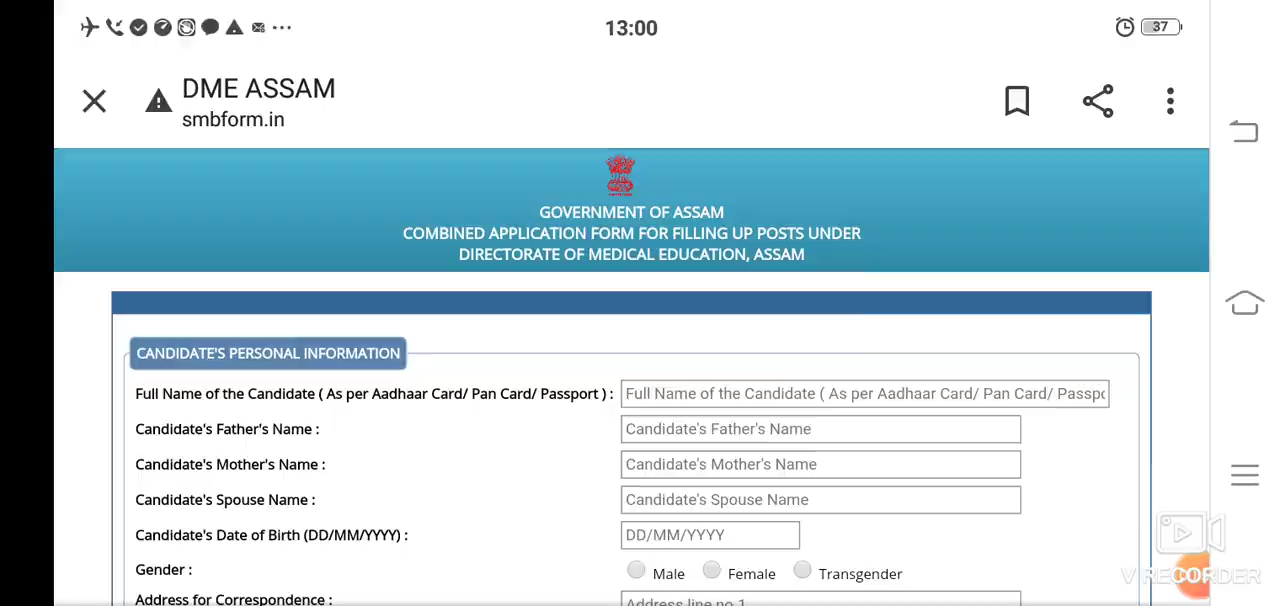 13:00
37
DME ASSAM
smbform.in
GOVERNMENT OF ASSAM
COMBINED APPLICATION FORM FOR FILLING UP POSTS UNDER
DIRECTORATE OF MEDICAL EDUCATION, ASSAM
CANDIDATE'S PERSONAL INFORMATION
Full Name of the Candidate ( As per Aadhaar Card/ Pan Card/ Passport ) : Full Name of the Candidate ( As per Aadhaar Card/ Pan Card/ Passpo
Candidate's Father's Name : Candidate's Father's Name
Candidate's Mother's Name : Candidate's Mother's Name
Candidate's Spouse Name : Candidate's Spouse Name
Candidate's Date of Birth (DD/MM/YYYY) : DD/MM/YYYY
Gender : Male Female Transgender
Address for Correspondence : Address line no 1
V RECORDER